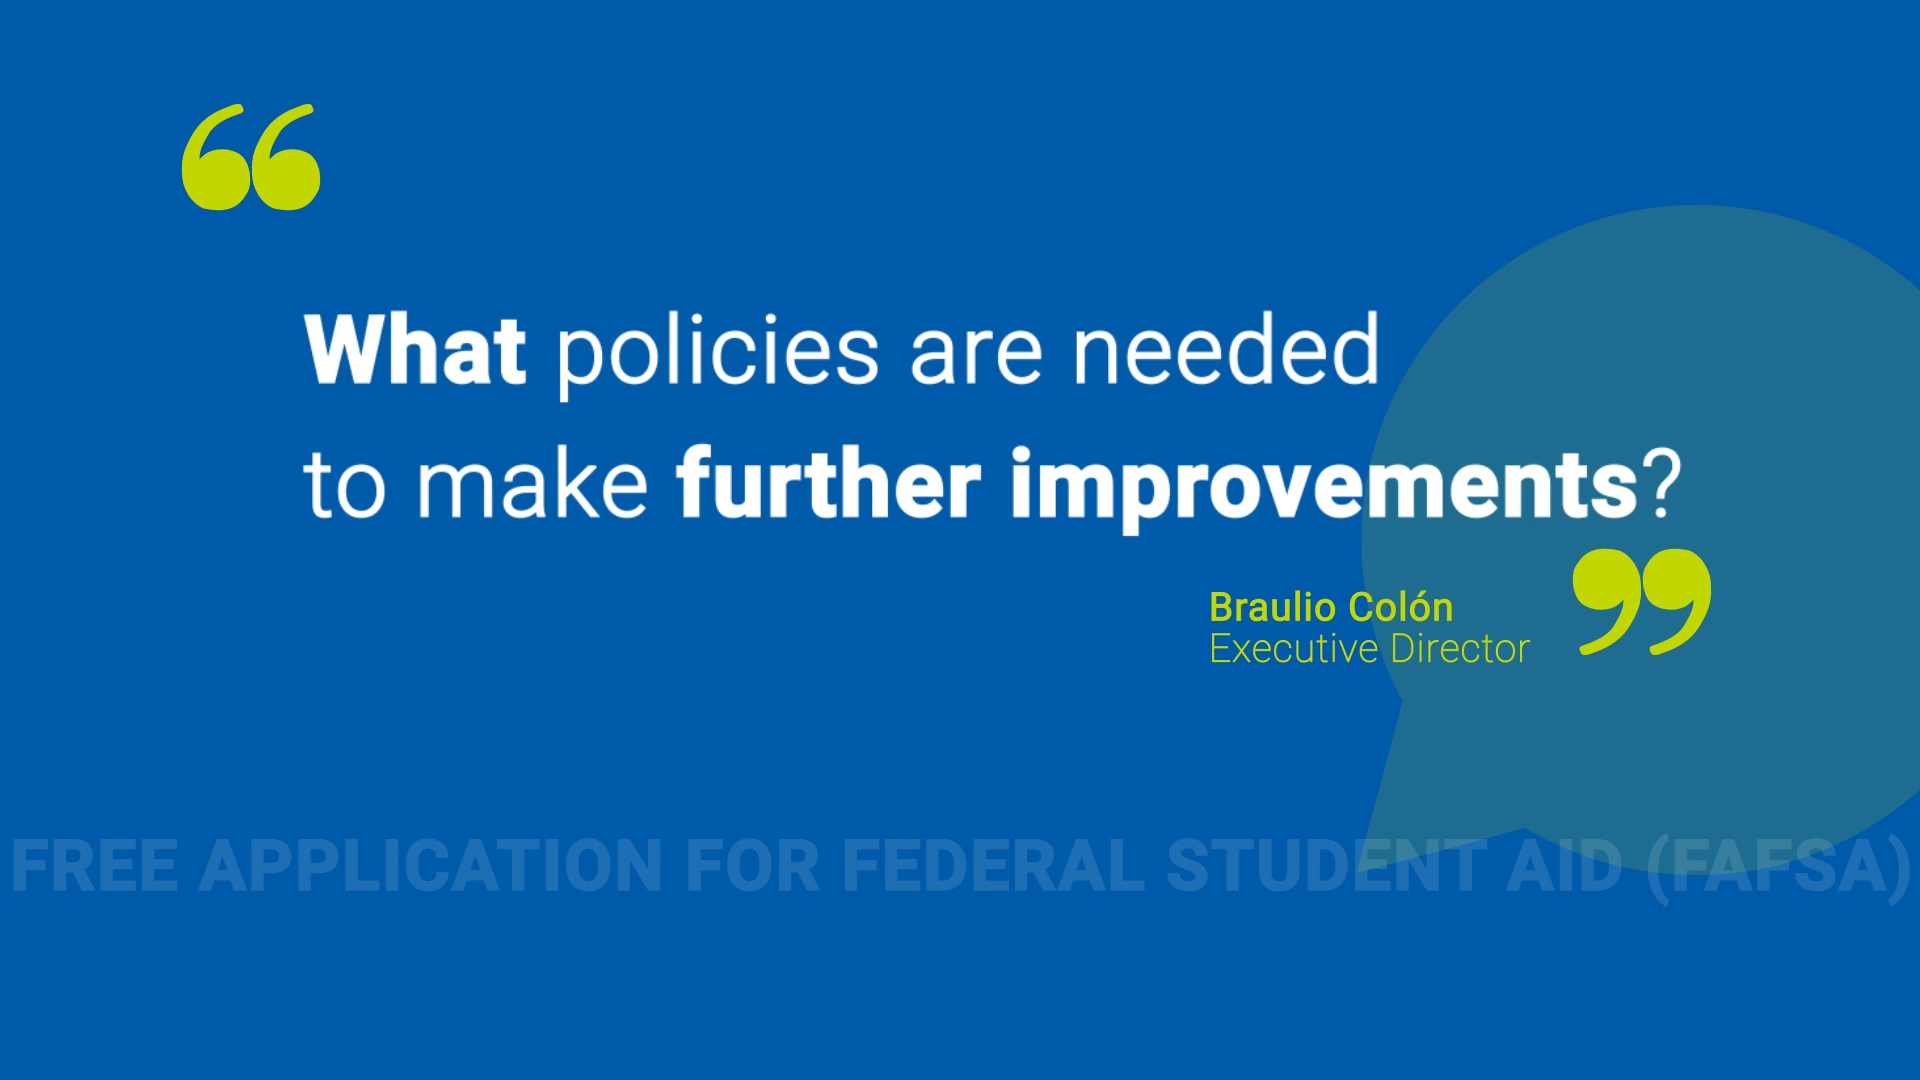 What policies are needed
to make further improvements?
Braulio Colón
Executive Director
FREE APPLICATION FOR FEDERAL STUDENT AID (FAFSA)